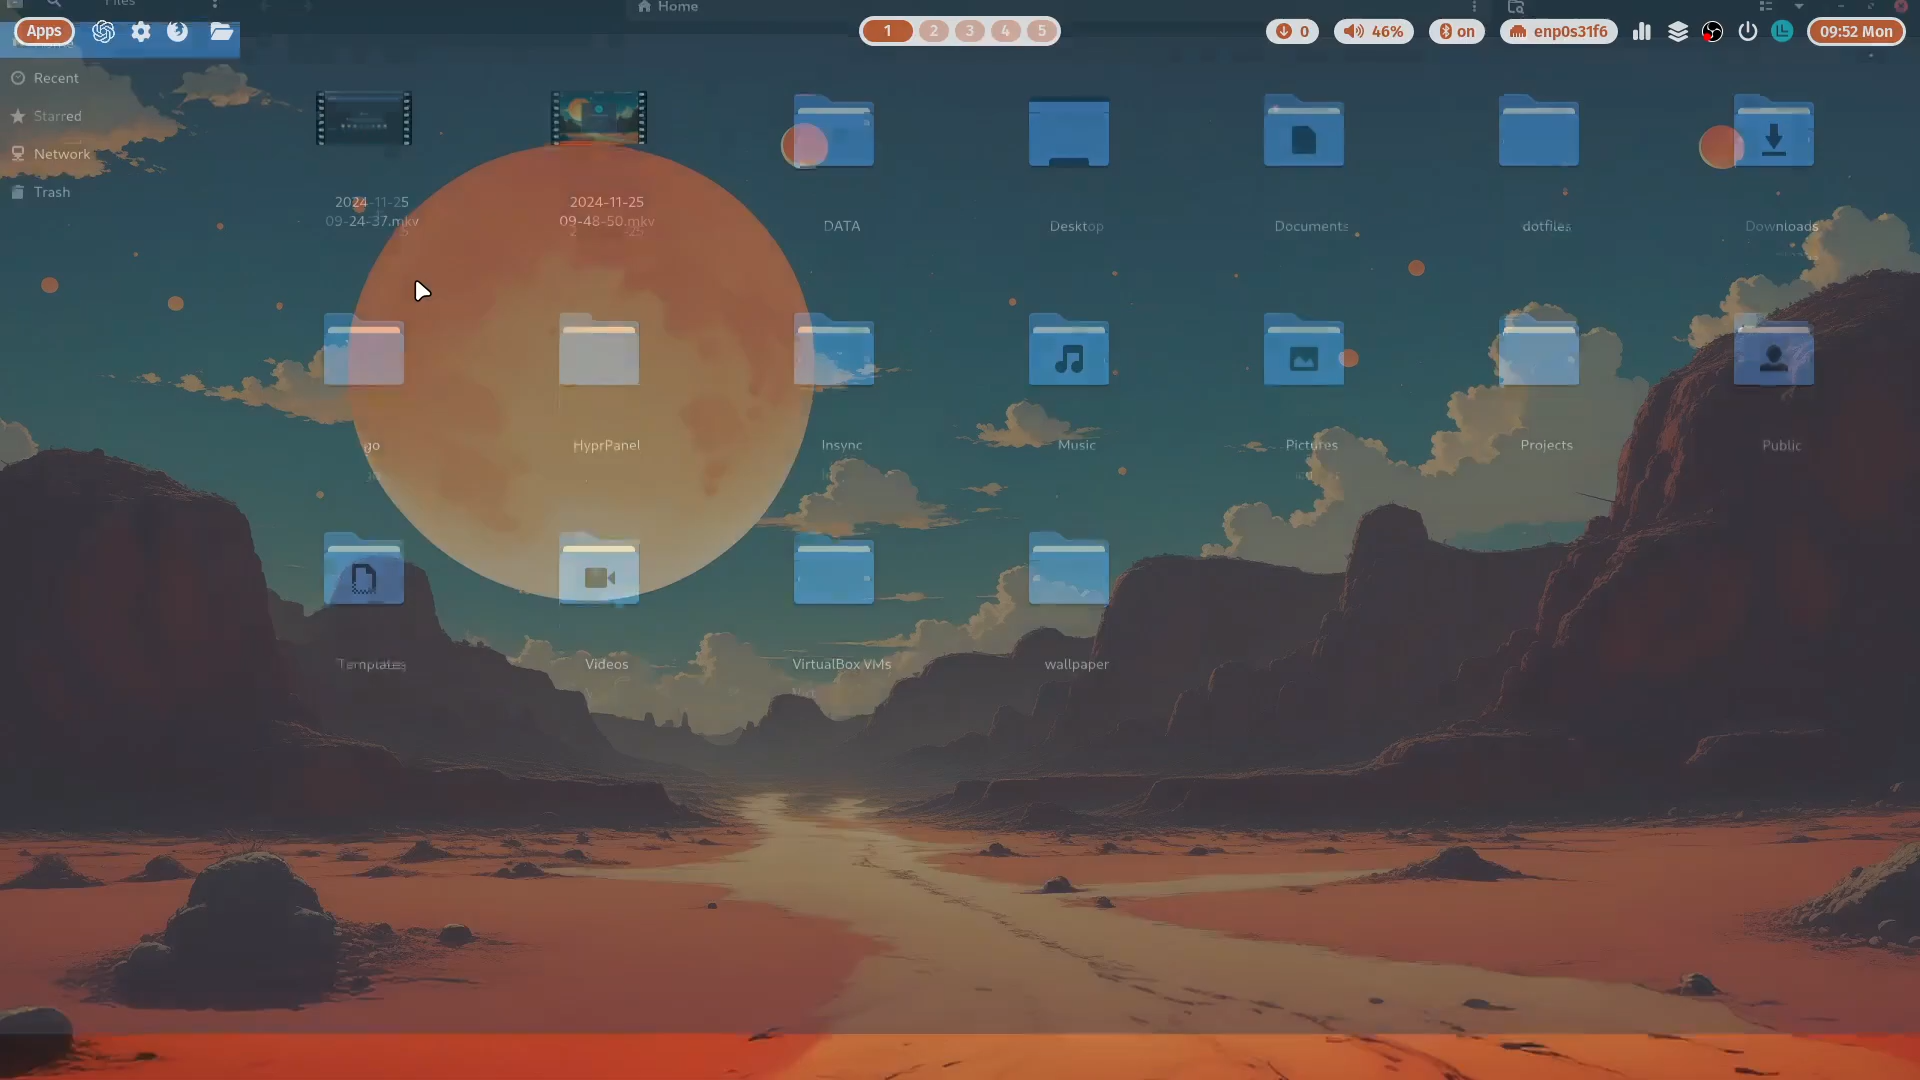 Files
Home
Apps
1 2 3 4 5
0
46%
on
enp0s31f6
09:52 Mon
Recent
Starred
Network
Trash
2024-11-25
09-24-37.mkv
2024-11-25
09-48-50.mkv
DATA
Desktop
Documents
dotfiles
Downloads
go
HyprPanel
Insync
Music
Pictures
Projects
Public
Templates
Videos
VirtualBox VMs
wallpaper